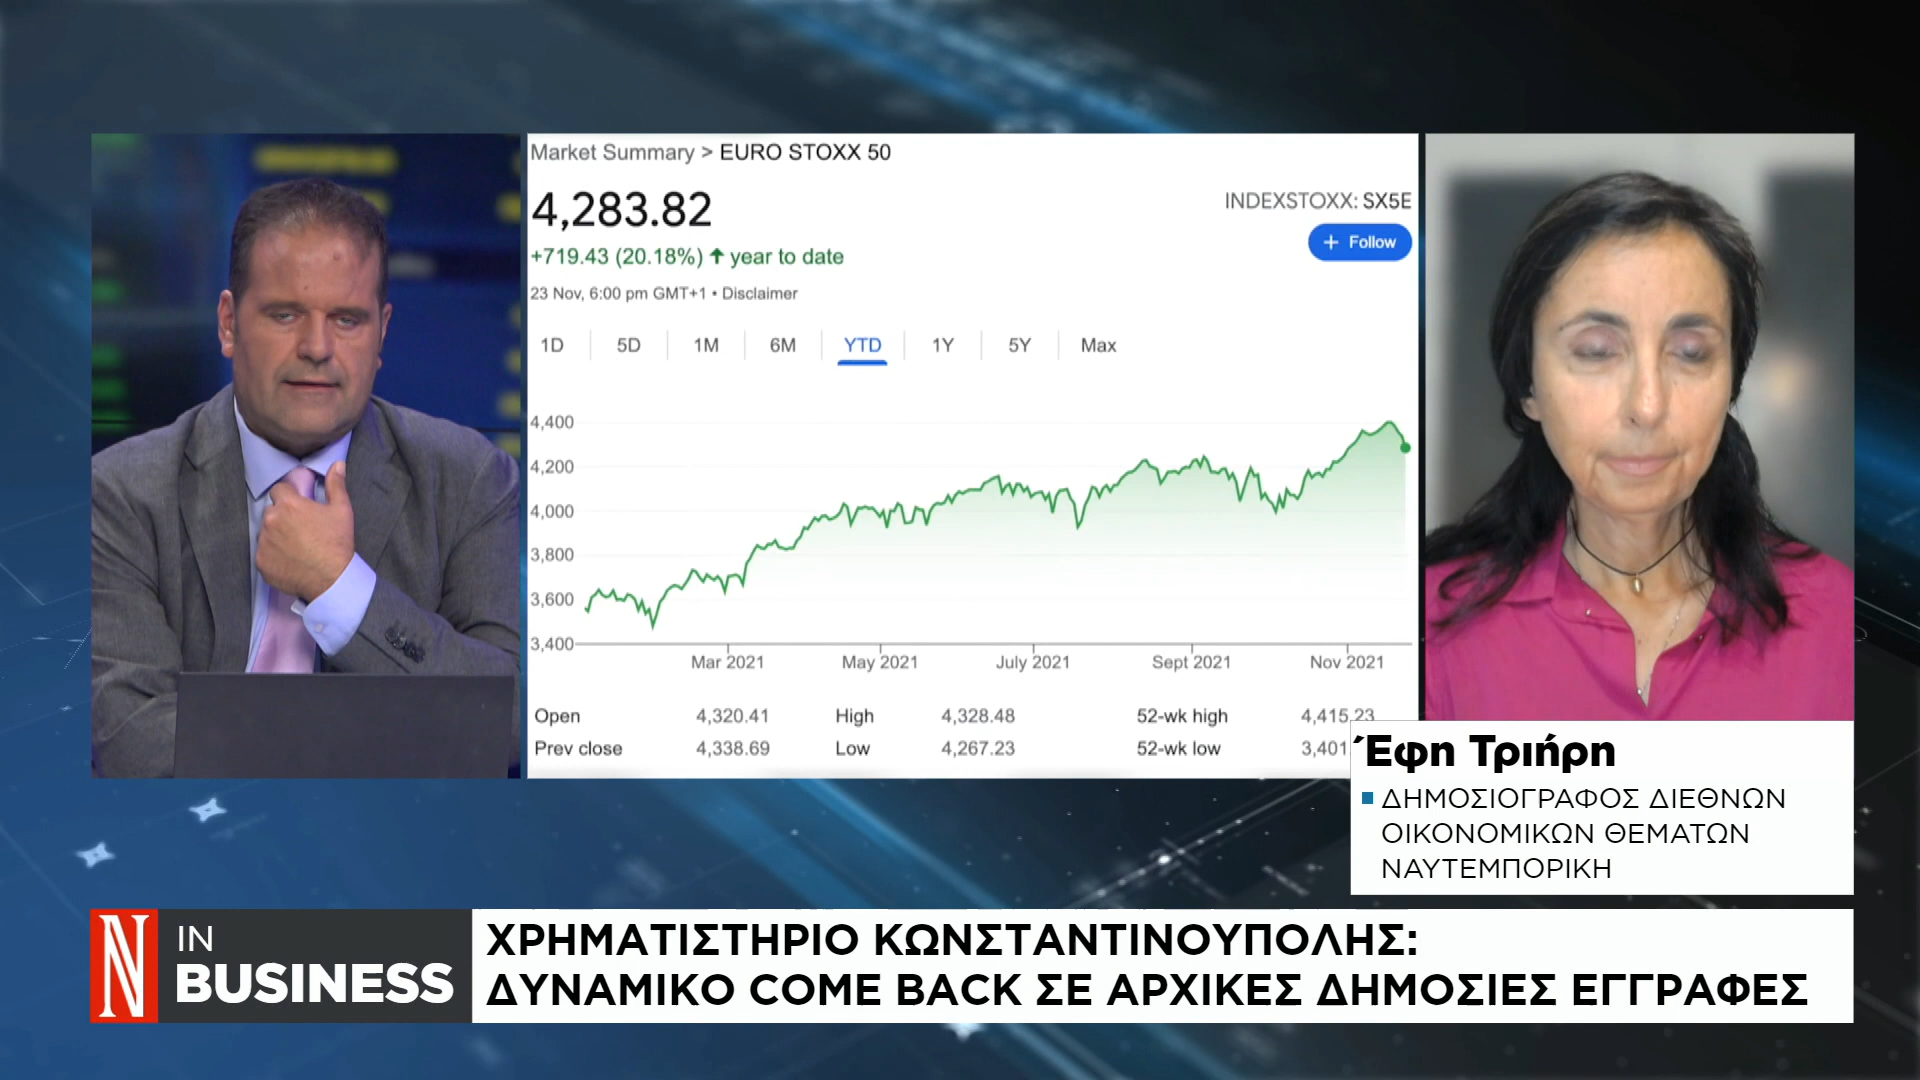 Market Summary > EURO STOXX 50
4,283.82
INDEXSTOXX: SX5E
+ Follow
+719.43 (20.18%) ↑ year to date
23 Nov, 6:00 pm GMT+1 • Disclaimer
1D 5D 1M 6M YTD 1Y 5Y Max
4,400
4,200
4,000
3,800
3,600
3,400
Mar 2021 May 2021 July 2021 Sept 2021 Nov 2021
Open 4,320.41 High 4,328.48 52-wk high 4,415.23
Prev close 4,338.69 Low 4,267.23 52-wk low 3,401
Έφη Τριήρη
ΔΗΜΟΣΙΟΓΡΑΦΟΣ ΔΙΕΘΝΩΝ
ΟΙΚΟΝΟΜΙΚΩΝ ΘΕΜΑΤΩΝ
ΝΑΥΤΕΜΠΟΡΙΚΗ
N IN
BUSINESS
ΧΡΗΜΑΤΙΣΤΗΡΙΟ ΚΩΝΣΤΑΝΤΙΝΟΥΠΟΛΗΣ:
ΔΥΝΑΜΙΚΟ COME BACK ΣΕ ΑΡΧΙΚΕΣ ΔΗΜΟΣΙΕΣ ΕΓΓΡΑΦΕΣ